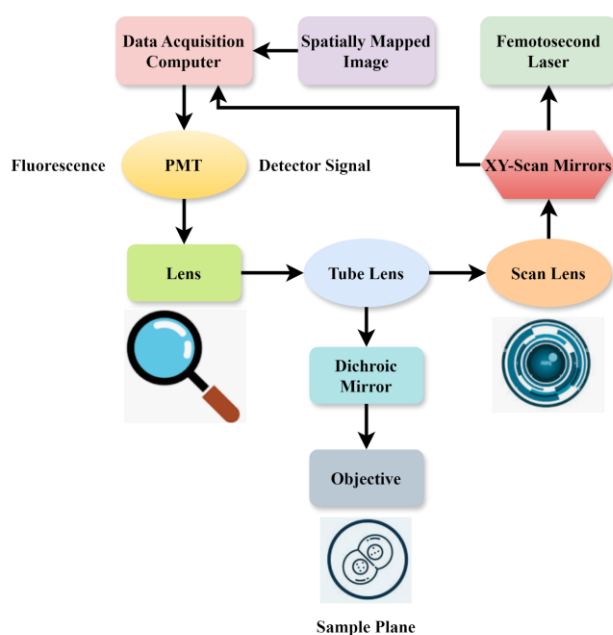 Data Acquisition
Computer
Spatially Mapped
Image
Femotosecond
Laser
Fluorescence
PMT
Detector Signal
XY-Scan Mirrors
Lens
Tube Lens
Scan Lens
Dichroic
Mirror
Objective
Sample Plane